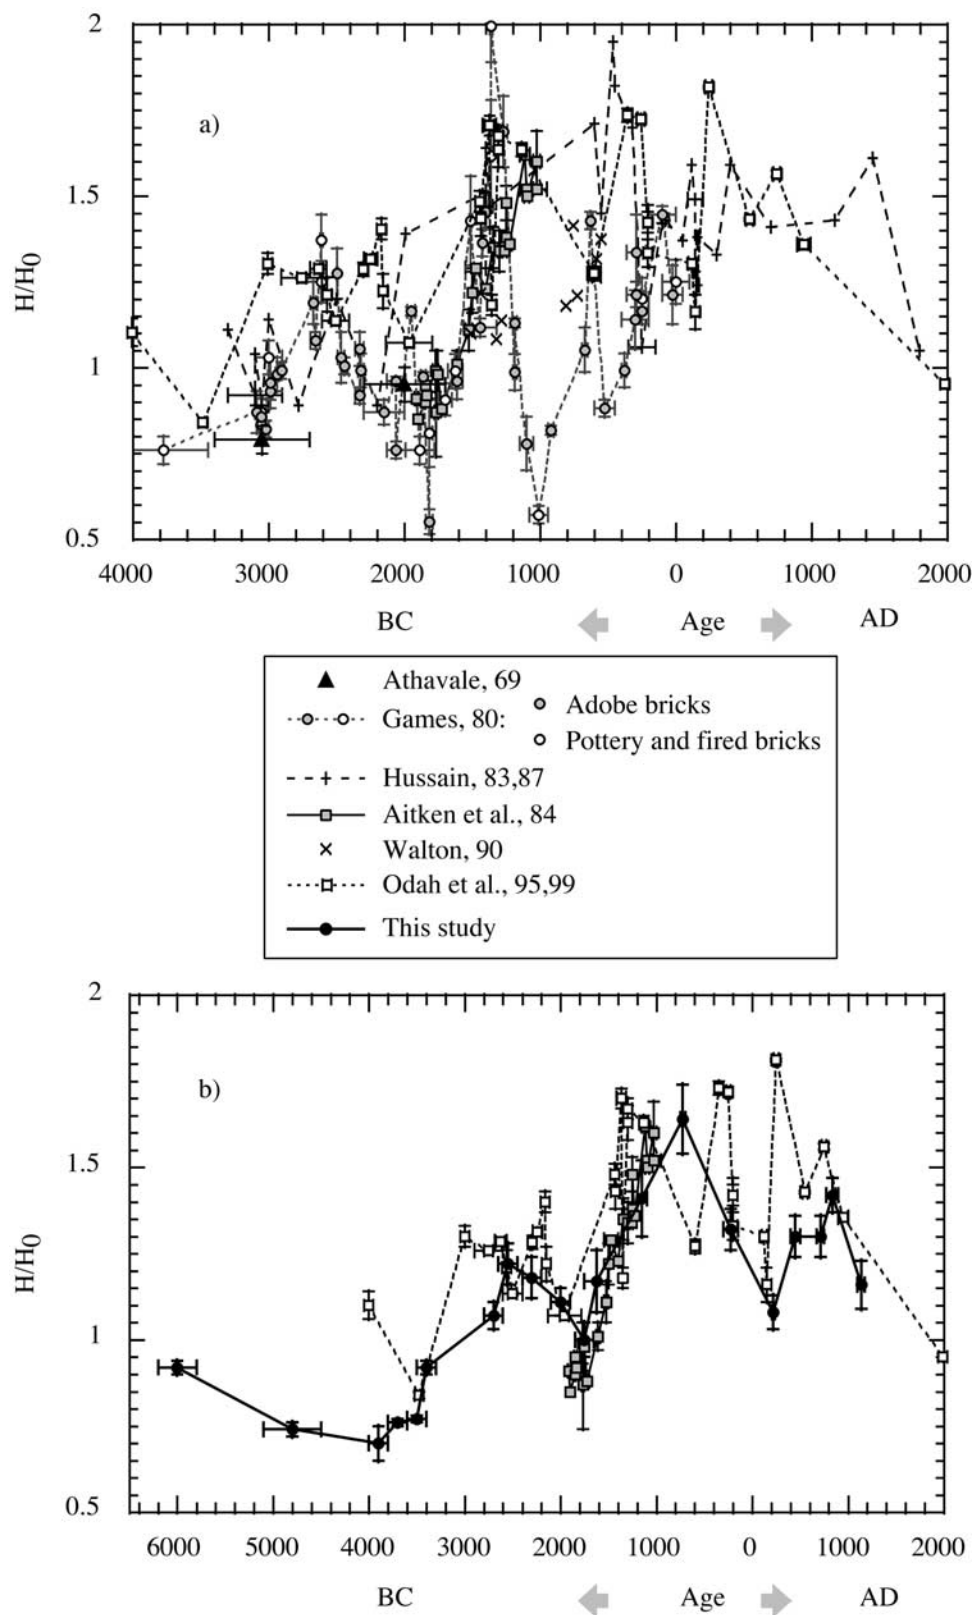 2
a)
1.5
H/H0
1
0.5
4000 3000 2000 1000 0 1000 2000
BC Age AD
Athavale, 69
Games, 80:
Adobe bricks
Pottery and fired bricks
Hussain, 83,87
Aitken et al., 84
Walton, 90
Odah et al., 95,99
This study
2
b)
1.5
H/H0
1
0.5
6000 5000 4000 3000 2000 1000 0 1000 2000
BC Age AD